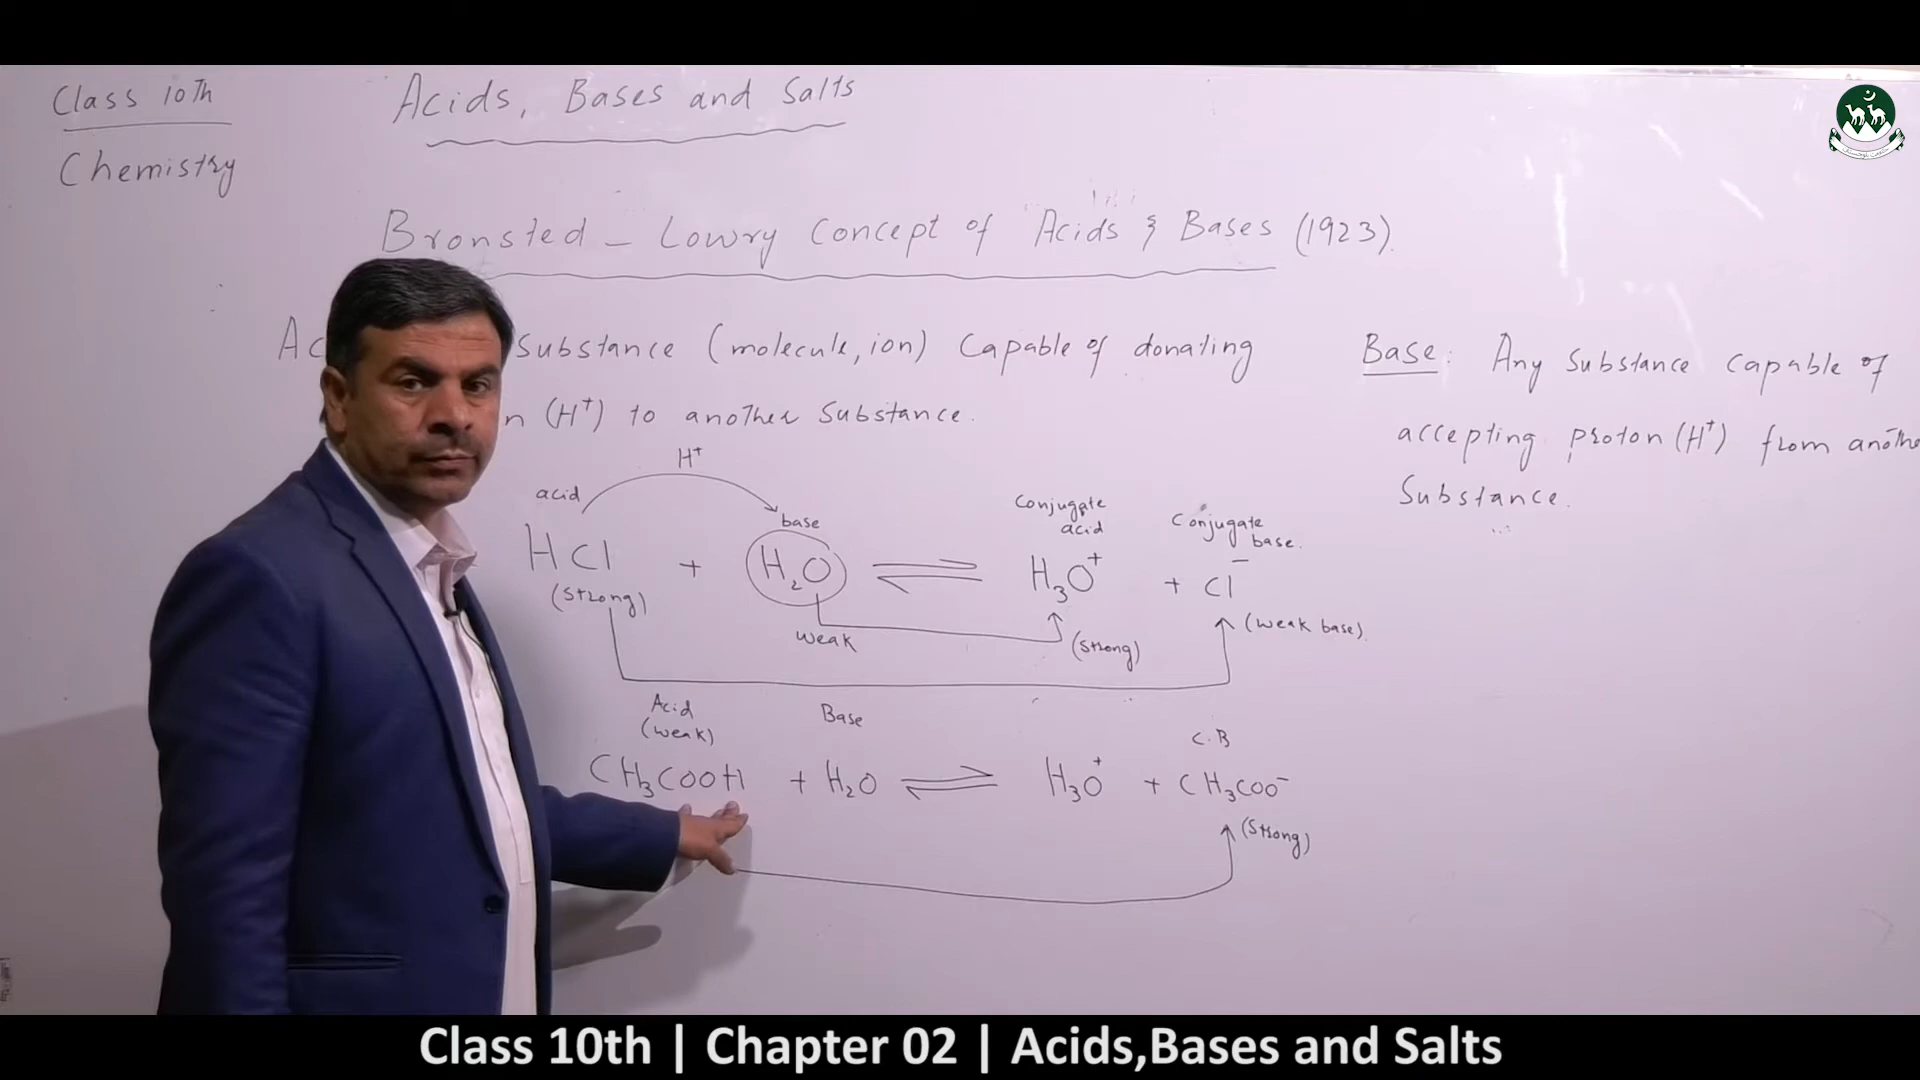 Class 10Th
Chemistry
Acids, Bases and Salts
Bronsted - Lowry Concept of Acids & Bases (1923).
Ac Substance (molecule, ion) Capable of donating
n (H⁺) to another Substance.
Base: Any Substance capable of
accepting proton (H⁺) from anothe
Substance.
H⁺
acid
base
Conjugate
acid
Conjugate
base.
HCl + H₂O ⇌ H₃O⁺ + Cl⁻
(Strong)
weak
(Strong)
(weak base).
Acid
(weak)
Base
C.B
CH₃COOH + H₂O ⇌ H₃O⁺ + CH₃COO⁻
(Strong)
Class 10th | Chapter 02 | Acids,Bases and Salts